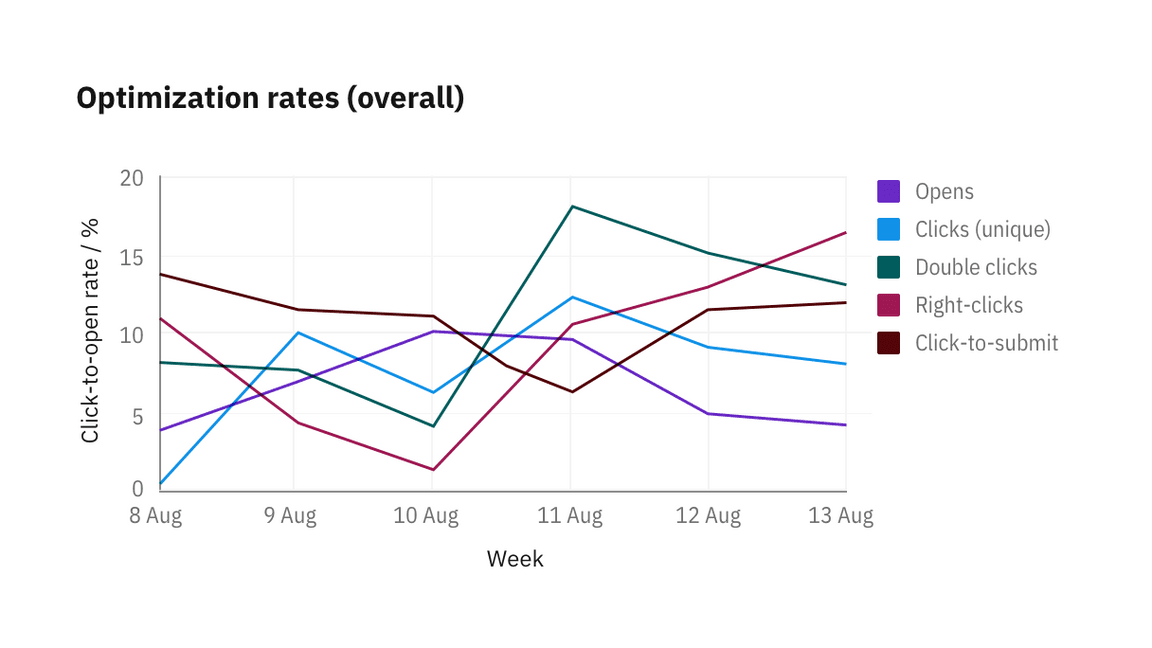 Optimization rates (overall)
Click-to-open rate / %
20
15
10
5
0
8 Aug 9 Aug 10 Aug 11 Aug 12 Aug 13 Aug
Week
Opens
Clicks (unique)
Double clicks
Right-clicks
Click-to-submit